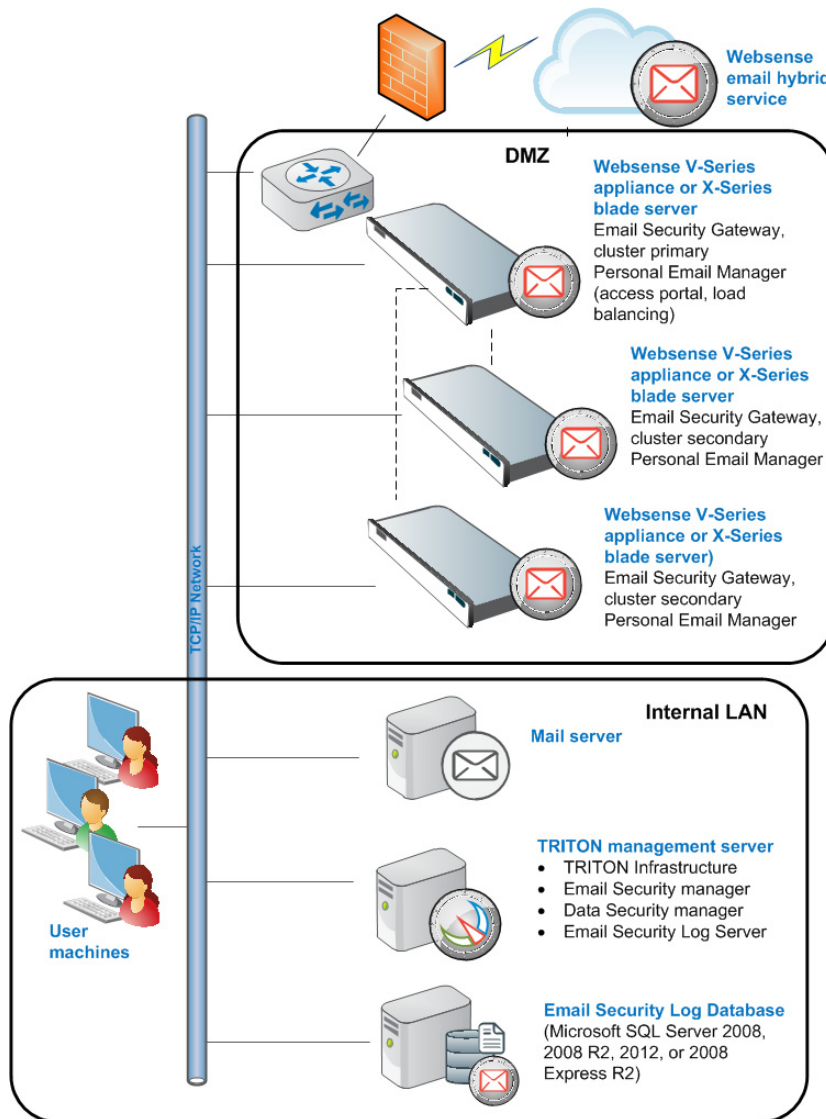 Websense
email hybrid
service
DMZ
Websense V-Series
appliance or X-Series
blade server
Email Security Gateway,
cluster primary
Personal Email Manager
(access portal, load
balancing)
Websense V-Series
appliance or X-Series
blade server
Email Security Gateway,
cluster secondary
Personal Email Manager
Websense V-Series
appliance or X-Series
blade server)
Email Security Gateway,
cluster secondary
Personal Email Manager
TCP/IP Network
Internal LAN
Mail server
TRITON management server
• TRITON Infrastructure
• Email Security manager
• Data Security manager
• Email Security Log Server
User
machines
Email Security Log Database
(Microsoft SQL Server 2008,
2008 R2, 2012, or 2008
Express R2)